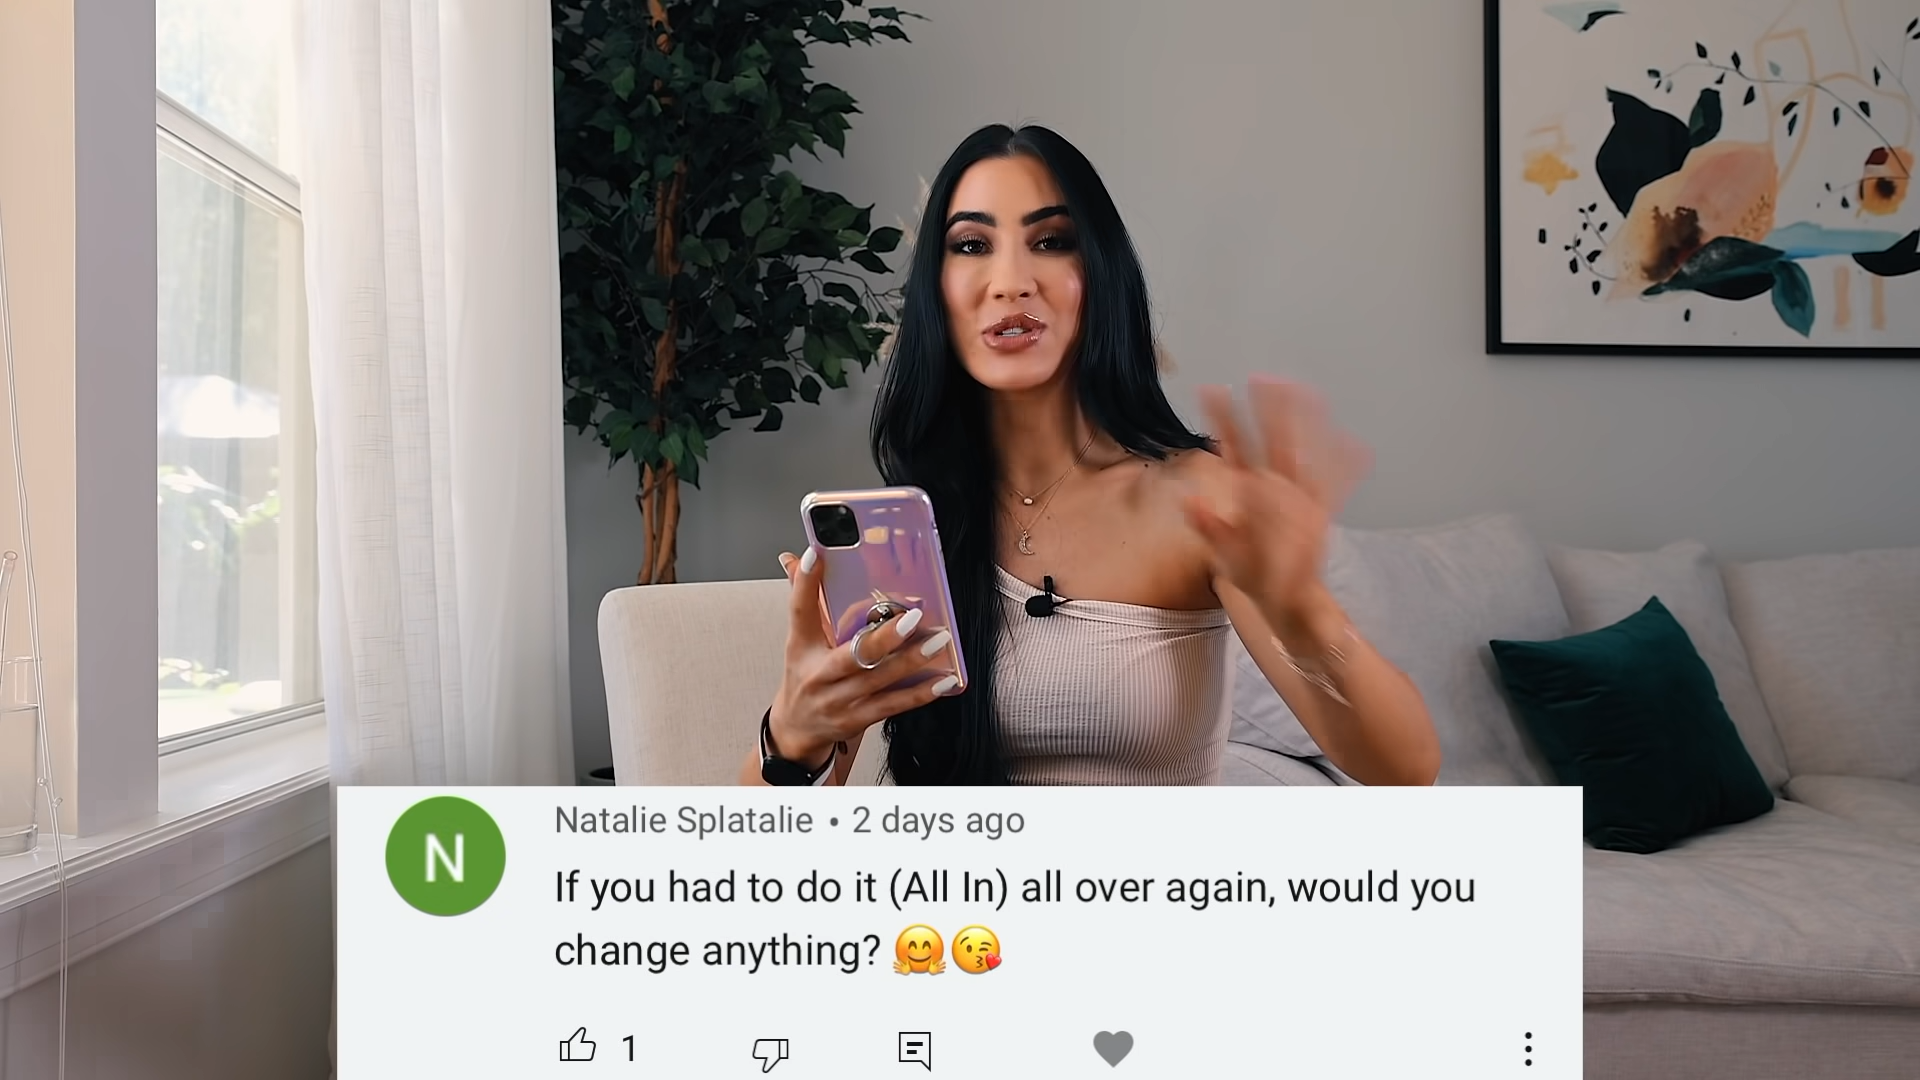 N
Natalie Splatalie • 2 days ago
If you had to do it (All In) all over again, would you
change anything? 🤗😘
1